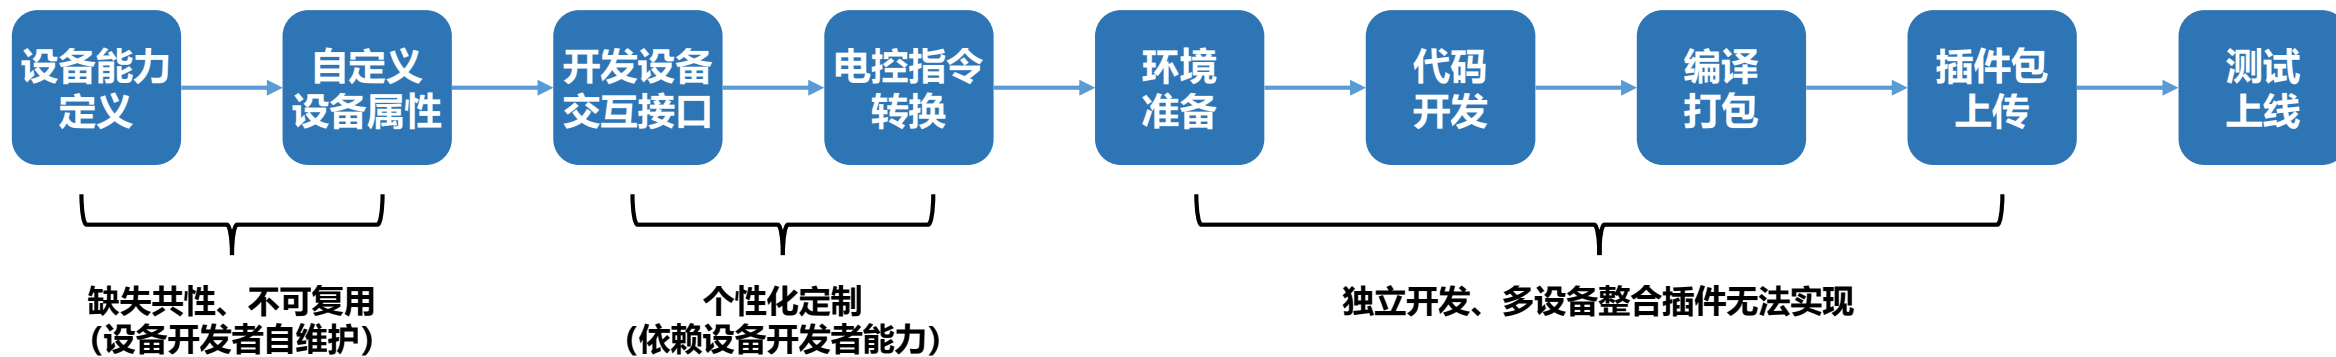 设备能力
定义
自定义
设备属性
开发设备
交互接口
电控指令
转换
环境
准备
代码
开发
编译
打包
插件包
上传
测试
上线
缺失共性、不可复用
（设备开发者自维护）
个性化定制
（依赖设备开发者能力）
独立开发、多设备整合插件无法实现